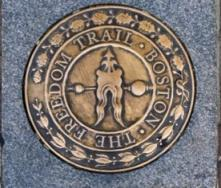 THE FREEDOM TRAIL · BOSTON ·